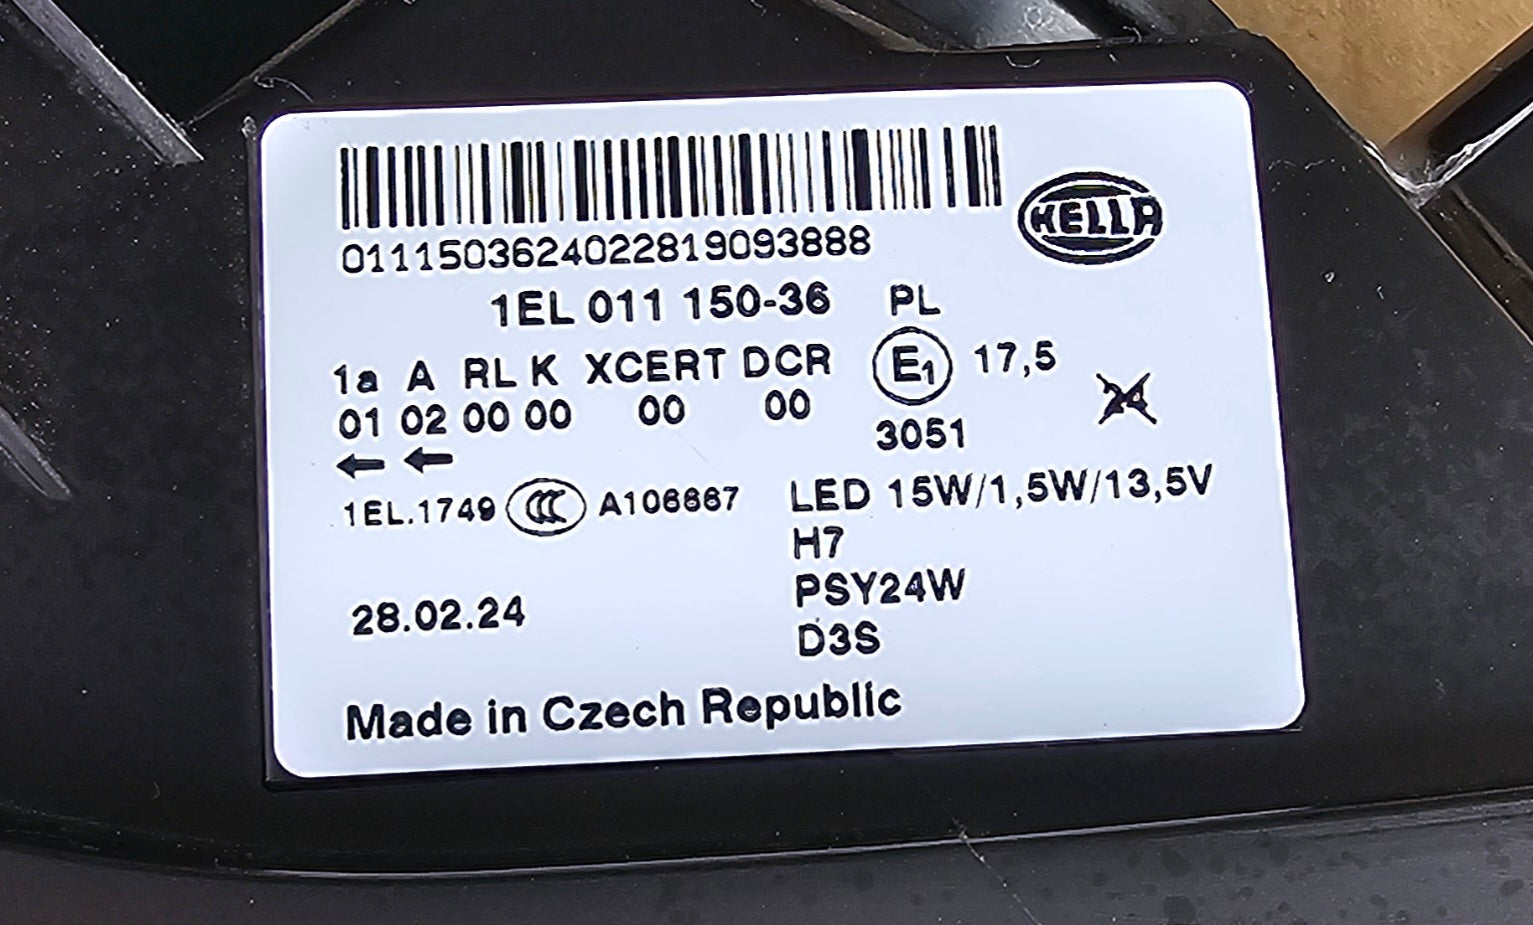 0111503624022819093888
HELLA
1EL 011 150-36 PL
1a A RL K XCERT DCR E1 17,5
01 02 00 00 00 00 3051
← ←
1EL.1749 CCC A106667 LED 15W/1,5W/13,5V
H7
PSY24W
28.02.24
D3S
Made in Czech Republic